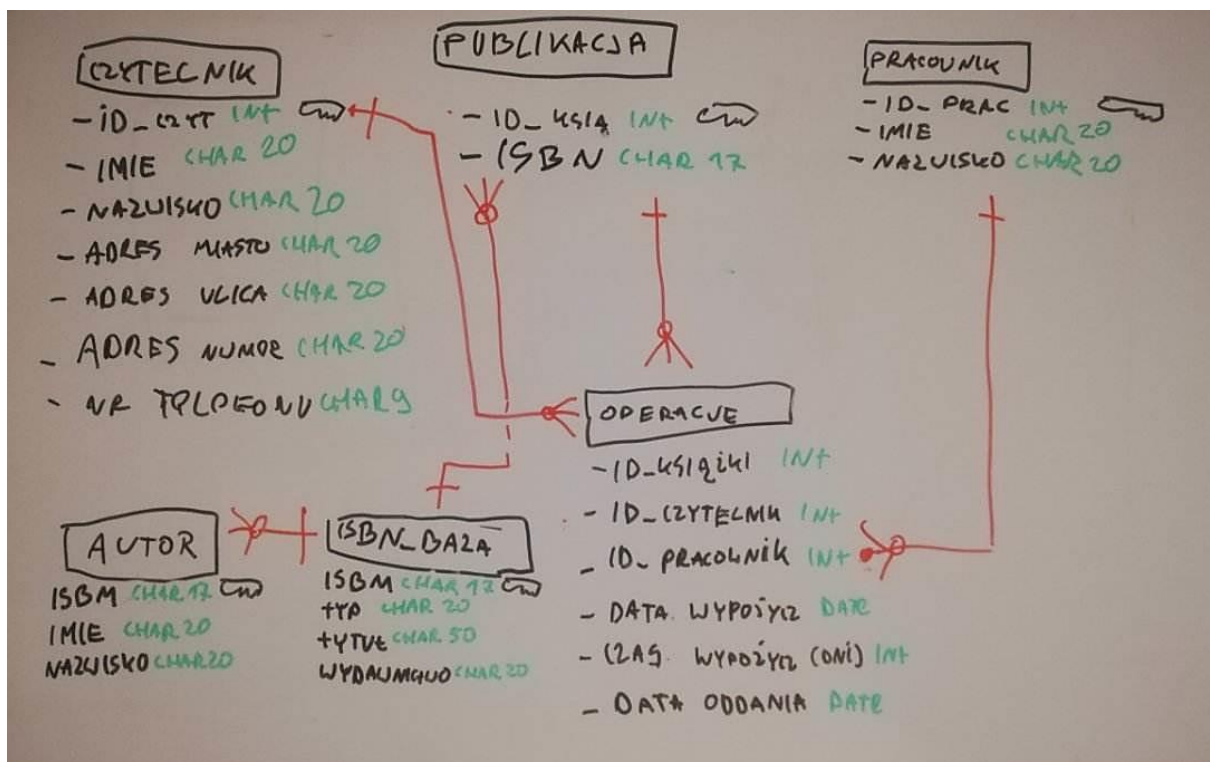 CZYTELNIK
- ID_CZYT INT
- IMIE CHAR 20
- NAZWISKO CHAR 20
- ADRES MIASTO CHAR 20
- ADRES ULICA CHAR 20
- ADRES NUMER CHAR 20
- NR TELEFONU CHAR 9
PUBLIKACJA
- ID_KSIĄ INT
- ISBN CHAR 17
PRACOWNIK
- ID_PRAC INT
- IMIE CHAR 20
- NAZWISKO CHAR 20
OPERACJE
- ID_KSIĄŻKI INT
- ID_CZYTELNIK INT
- ID_PRACOWNIK INT
- DATA WYPOŻYCZ DATE
- CZAS. WYPOŻYCZ (DNI) INT
- DATA ODDANIA DATE
AUTOR
ISBM CHAR 17
IMIE CHAR 20
NAZWISKO CHAR 20
ISBN_BAZA
ISBM CHAR 17
TYP CHAR 20
TYTUŁ CHAR 50
WYDAWNICTWO CHAR 20